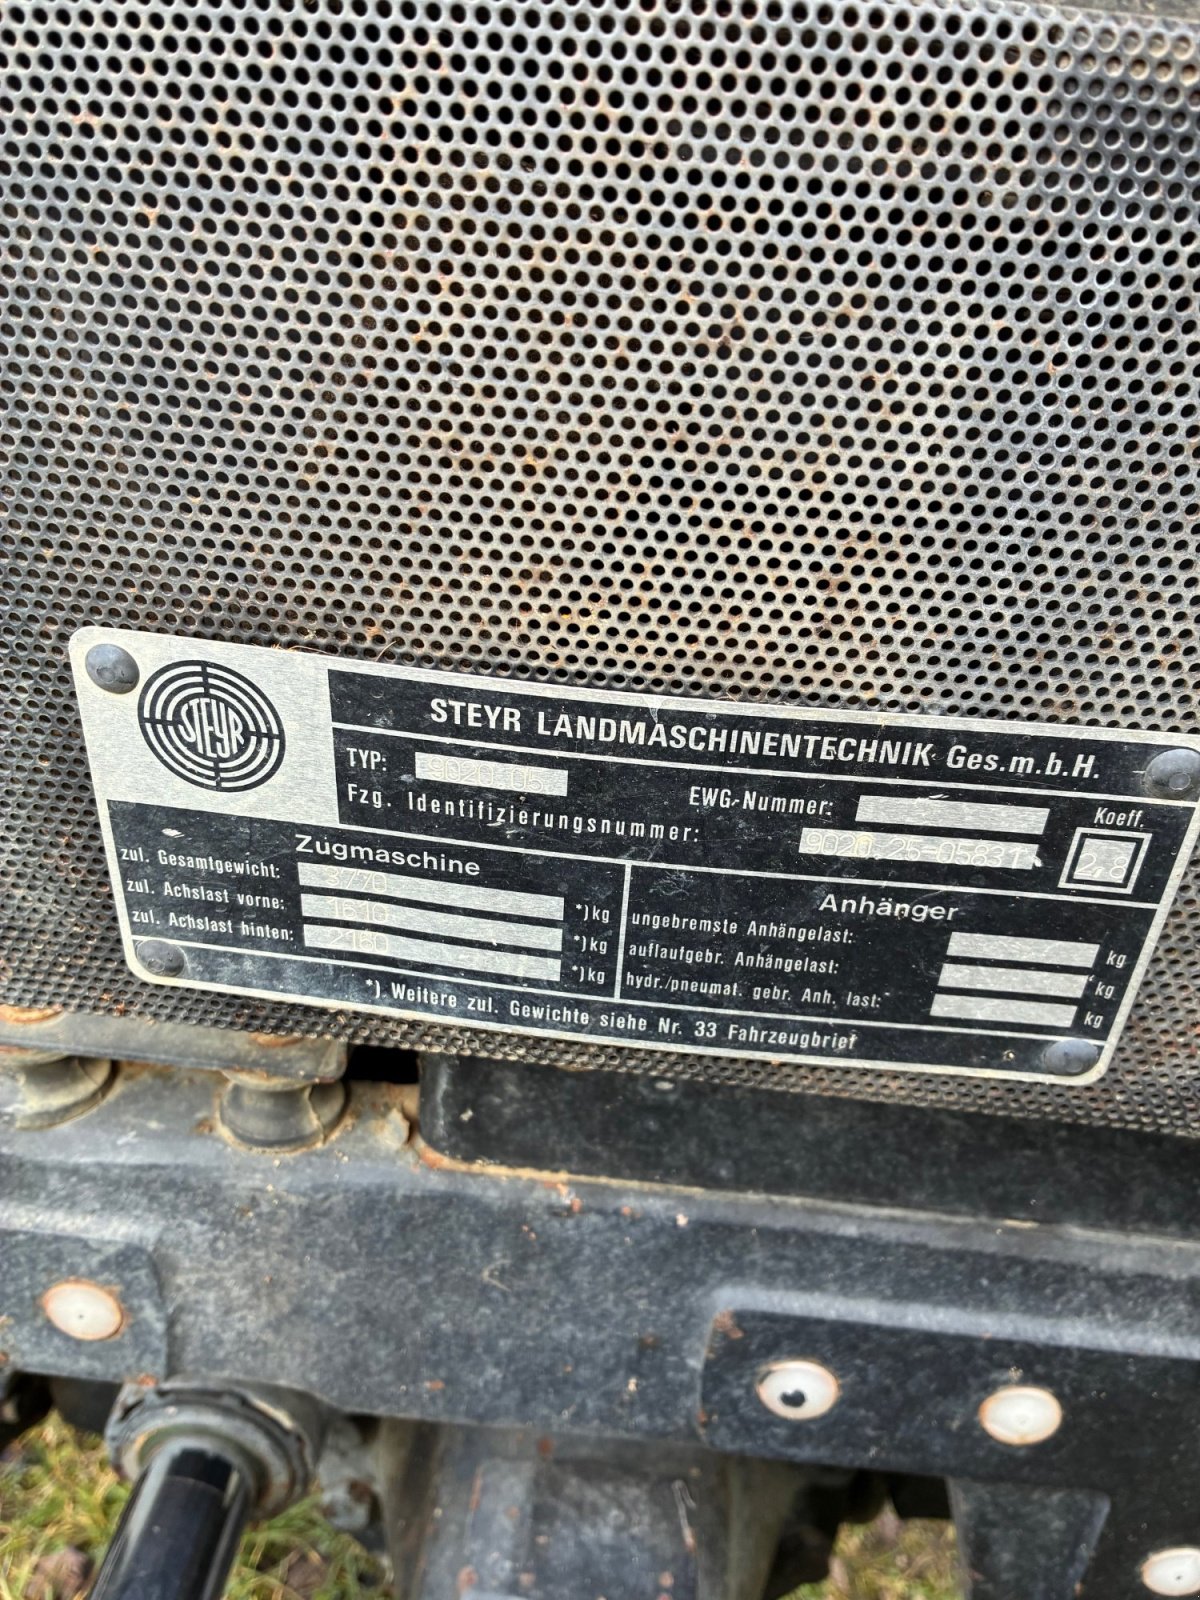 STEYR
STEYR LANDMASCHINENTECHNIK Ges.m.b.H.
TYP: 9020-05
EWG-Nummer:
Koeff.
Fzg. Identifizierungsnummer: 9020.25-05831
2,8
Zugmaschine
zul. Gesamtgewicht: 3770 *)kg
zul. Achslast vorne: 1610 *)kg
zul. Achslast hinten: 2160 *)kg
Anhänger
ungebremste Anhängelast: kg
auflaufgebr. Anhängelast: kg
hydr./pneumat. gebr. Anh. last: kg
*) Weitere zul. Gewichte siehe Nr. 33 Fahrzeugbrief